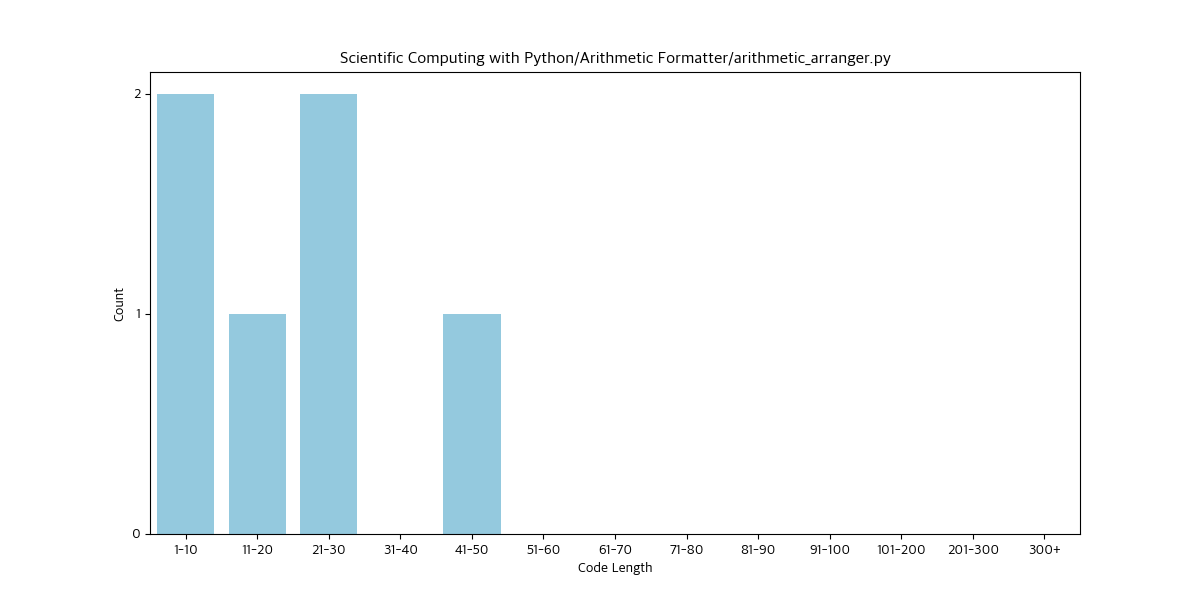 Scientific Computing with Python/Arithmetic Formatter/arithmetic_arranger.py
2
1
0
Count
1-10 11-20 21-30 31-40 41-50 51-60 61-70 71-80 81-90 91-100 101-200 201-300 300+
Code Length